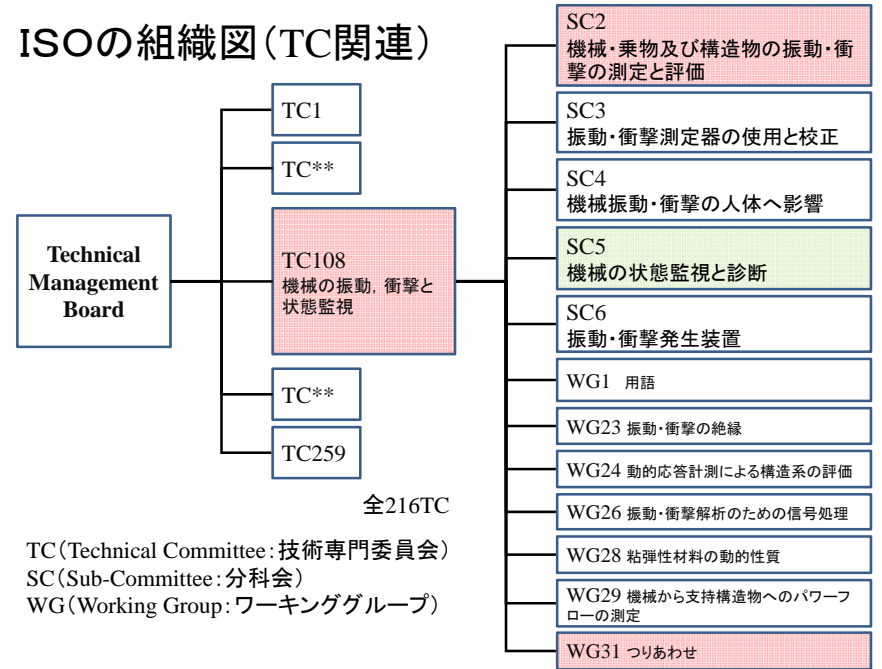 ISOの組織図(TC関連)
Technical
Management
Board
TC1
TC**
TC108
機械の振動, 衝撃と
状態監視
TC**
TC259
全216TC
TC(Technical Committee:技術専門委員会)
SC(Sub-Committee:分科会)
WG(Working Group:ワーキンググループ)
SC2
機械・乗物及び構造物の振動・衝
撃の測定と評価
SC3
振動・衝撃測定器の使用と校正
SC4
機械振動・衝撃の人体へ影響
SC5
機械の状態監視と診断
SC6
振動・衝撃発生装置
WG1 用語
WG23 振動・衝撃の絶縁
WG24 動的応答計測による構造系の評価
WG26 振動・衝撃解析のための信号処理
WG28 粘弾性材料の動的性質
WG29 機械から支持構造物へのパワーフ
ローの測定
WG31 つりあわせ